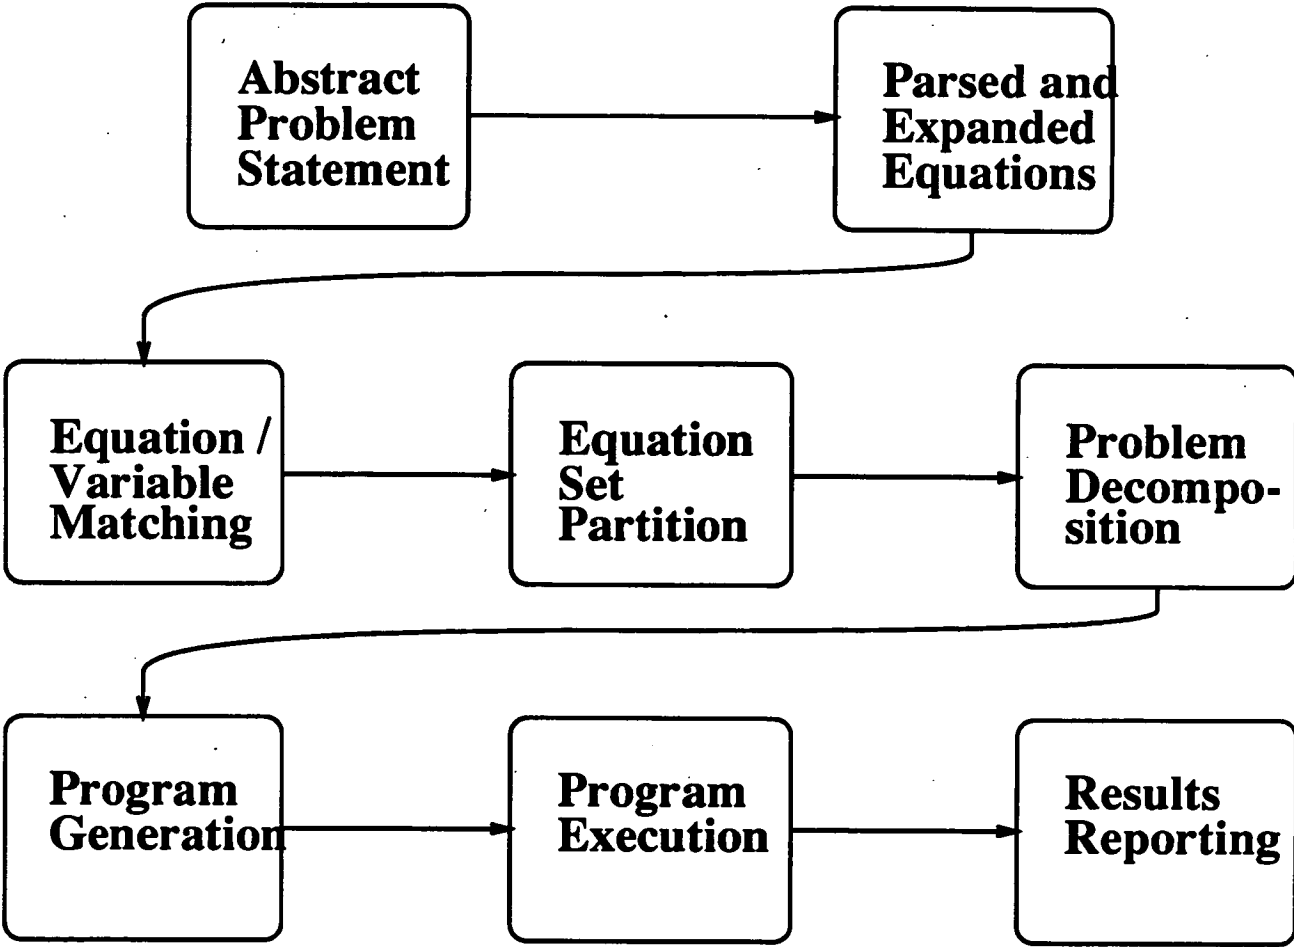 Abstract
Problem
Statement
Parsed and
Expanded
Equations
Equation /
Variable
Matching
Equation
Set
Partition
Problem
Decompo-
sition
Program
Generation
Program
Execution
Results
Reporting